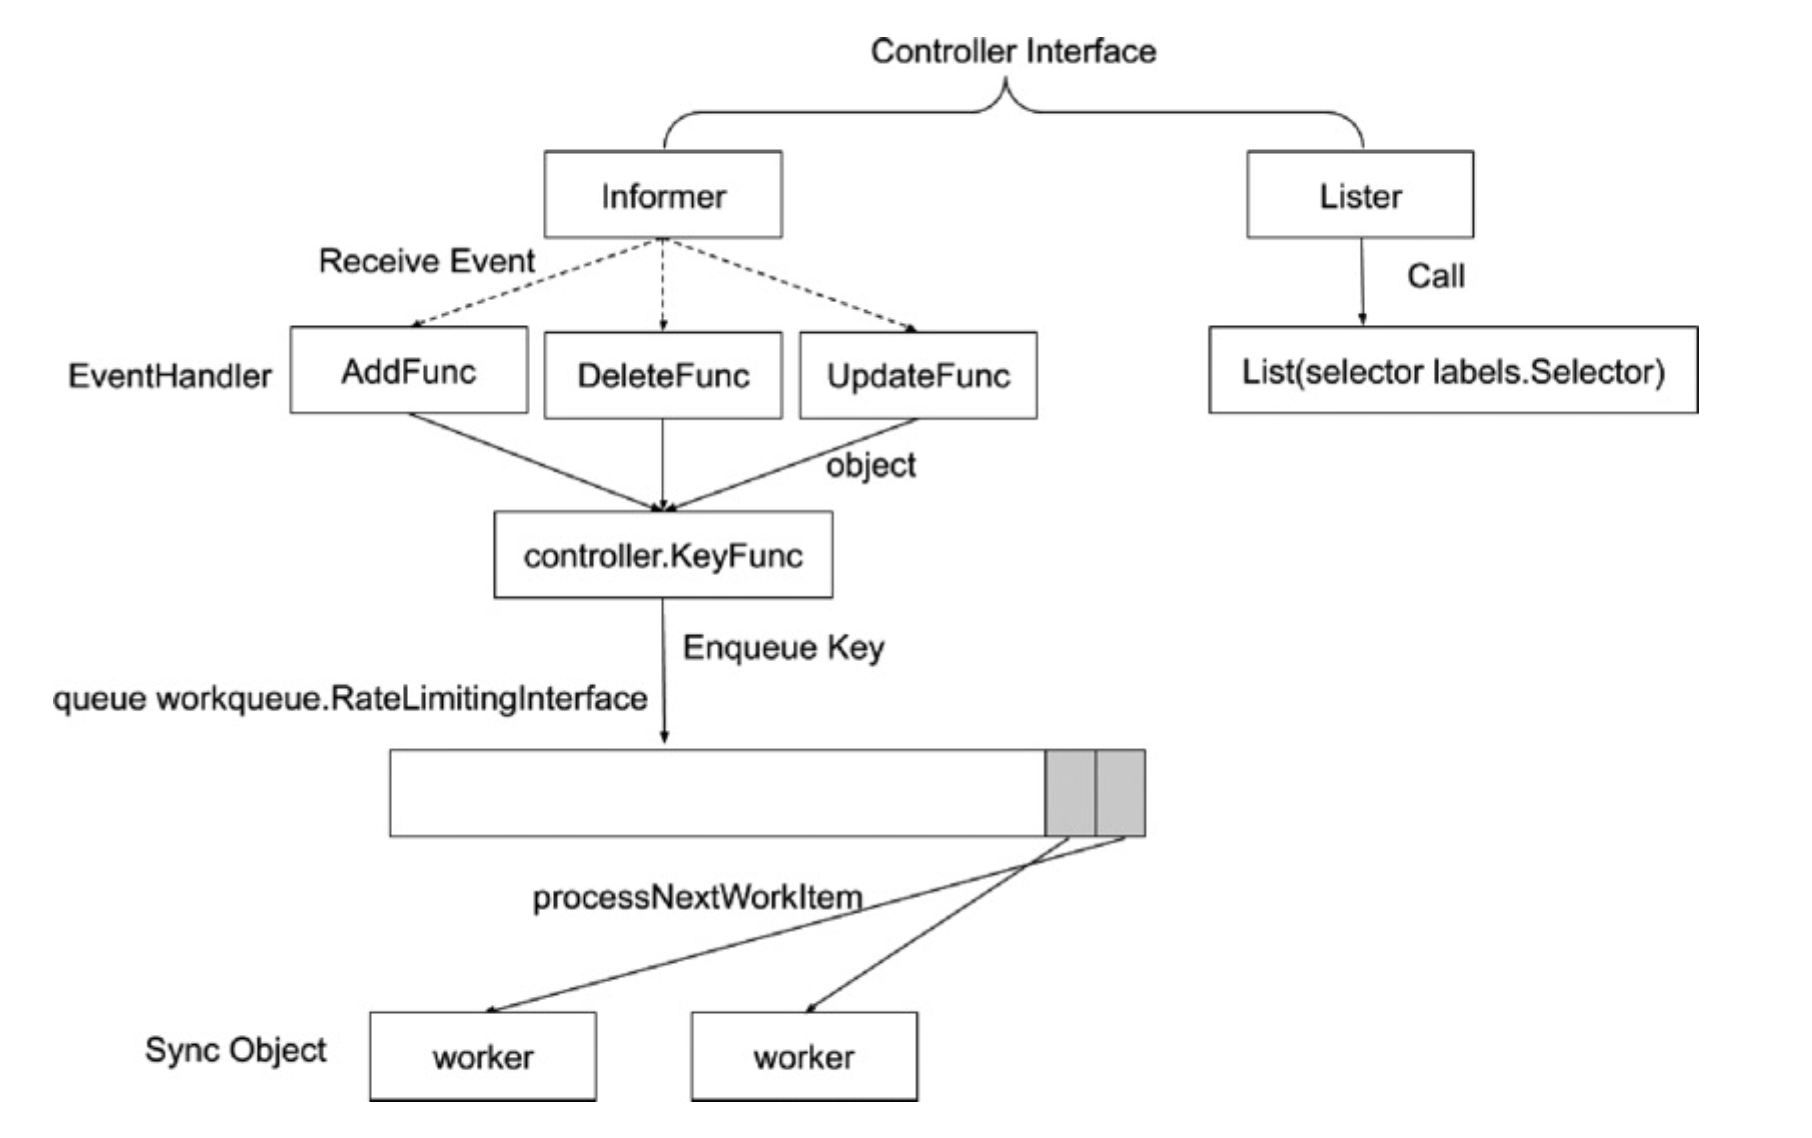 Controller Interface
Informer
Lister
Receive Event
Call
EventHandler
AddFunc
DeleteFunc
UpdateFunc
List(selector labels.Selector)
object
controller.KeyFunc
Enqueue Key
queue workqueue.RateLimitingInterface
processNextWorkItem
Sync Object
worker
worker